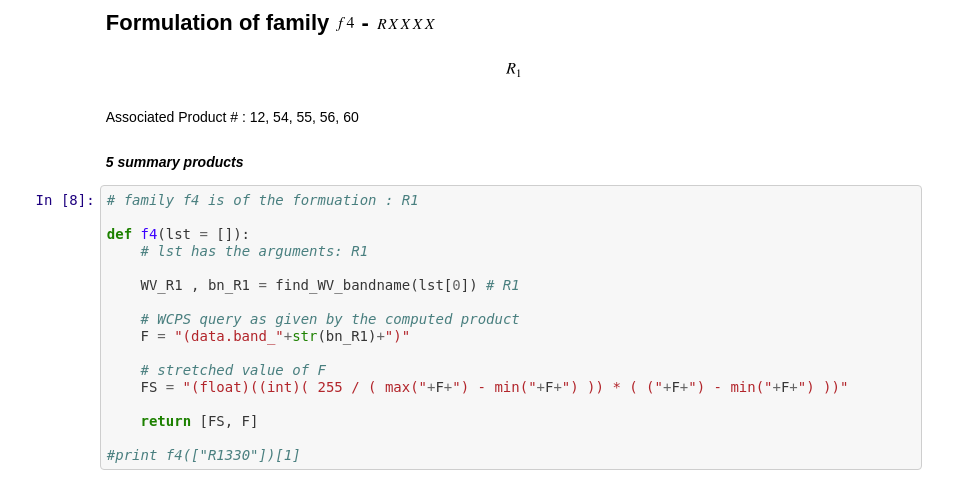 Formulation of family f4 - RXXXX
R1
Associated Product # : 12, 54, 55, 56, 60
5 summary products
In [8]: # family f4 is of the formuation : R1
def f4(lst = []):
# lst has the arguments: R1
WV_R1 , bn_R1 = find_WV_bandname(lst[0]) # R1
# WCPS query as given by the computed product
F = "(data.band_"+str(bn_R1)+")"
# stretched value of F
FS = "(float)((int)( 255 / ( max("+F+") - min("+F+") )) * ( ("+F+") - min("+F+") ))"
return [FS, F]
#print f4(["R1330"])[1]